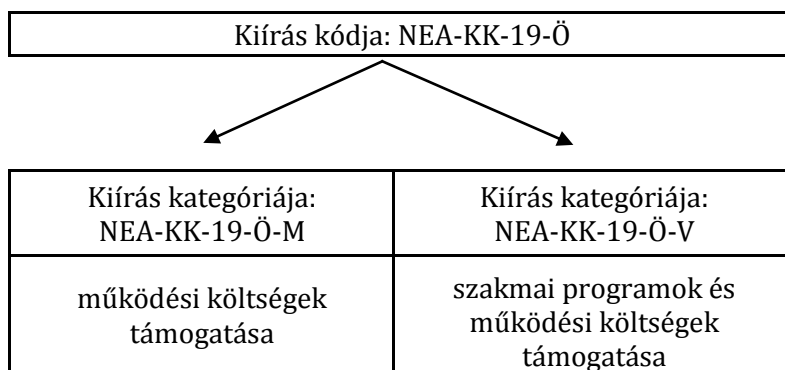 Kiírás kódja: NEA-KK-19-Ö
Kiírás kategóriája:
NEA-KK-19-Ö-M
Kiírás kategóriája:
NEA-KK-19-Ö-V
működési költségek
támogatása
szakmai programok és
működési költségek
támogatása